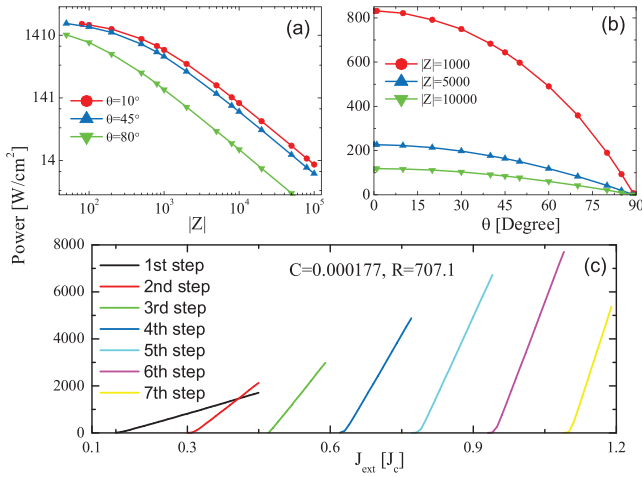 Power [W/cm²]
(a)
1410
141
14
θ=10°
θ=45°
θ=80°
10² 10³ 10⁴ 10⁵
|Z|
(b)
800
600
400
200
0
|Z|=1000
|Z|=5000
|Z|=10000
0 15 30 45 60 75 90
θ [Degree]
(c)
C=0.000177, R=707.1
8000
6000
4000
2000
0
1st step
2nd step
3rd step
4th step
5th step
6th step
7th step
0.1 0.3 0.6 0.9 1.2
J_ext [J_c]